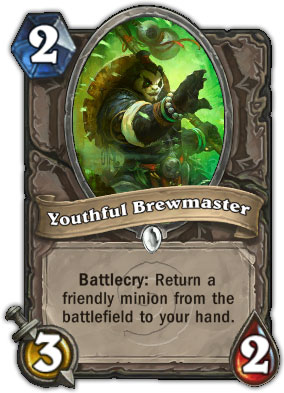 2
Youthful Brewmaster
Battlecry: Return a
friendly minion from the
battlefield to your hand.
3
2